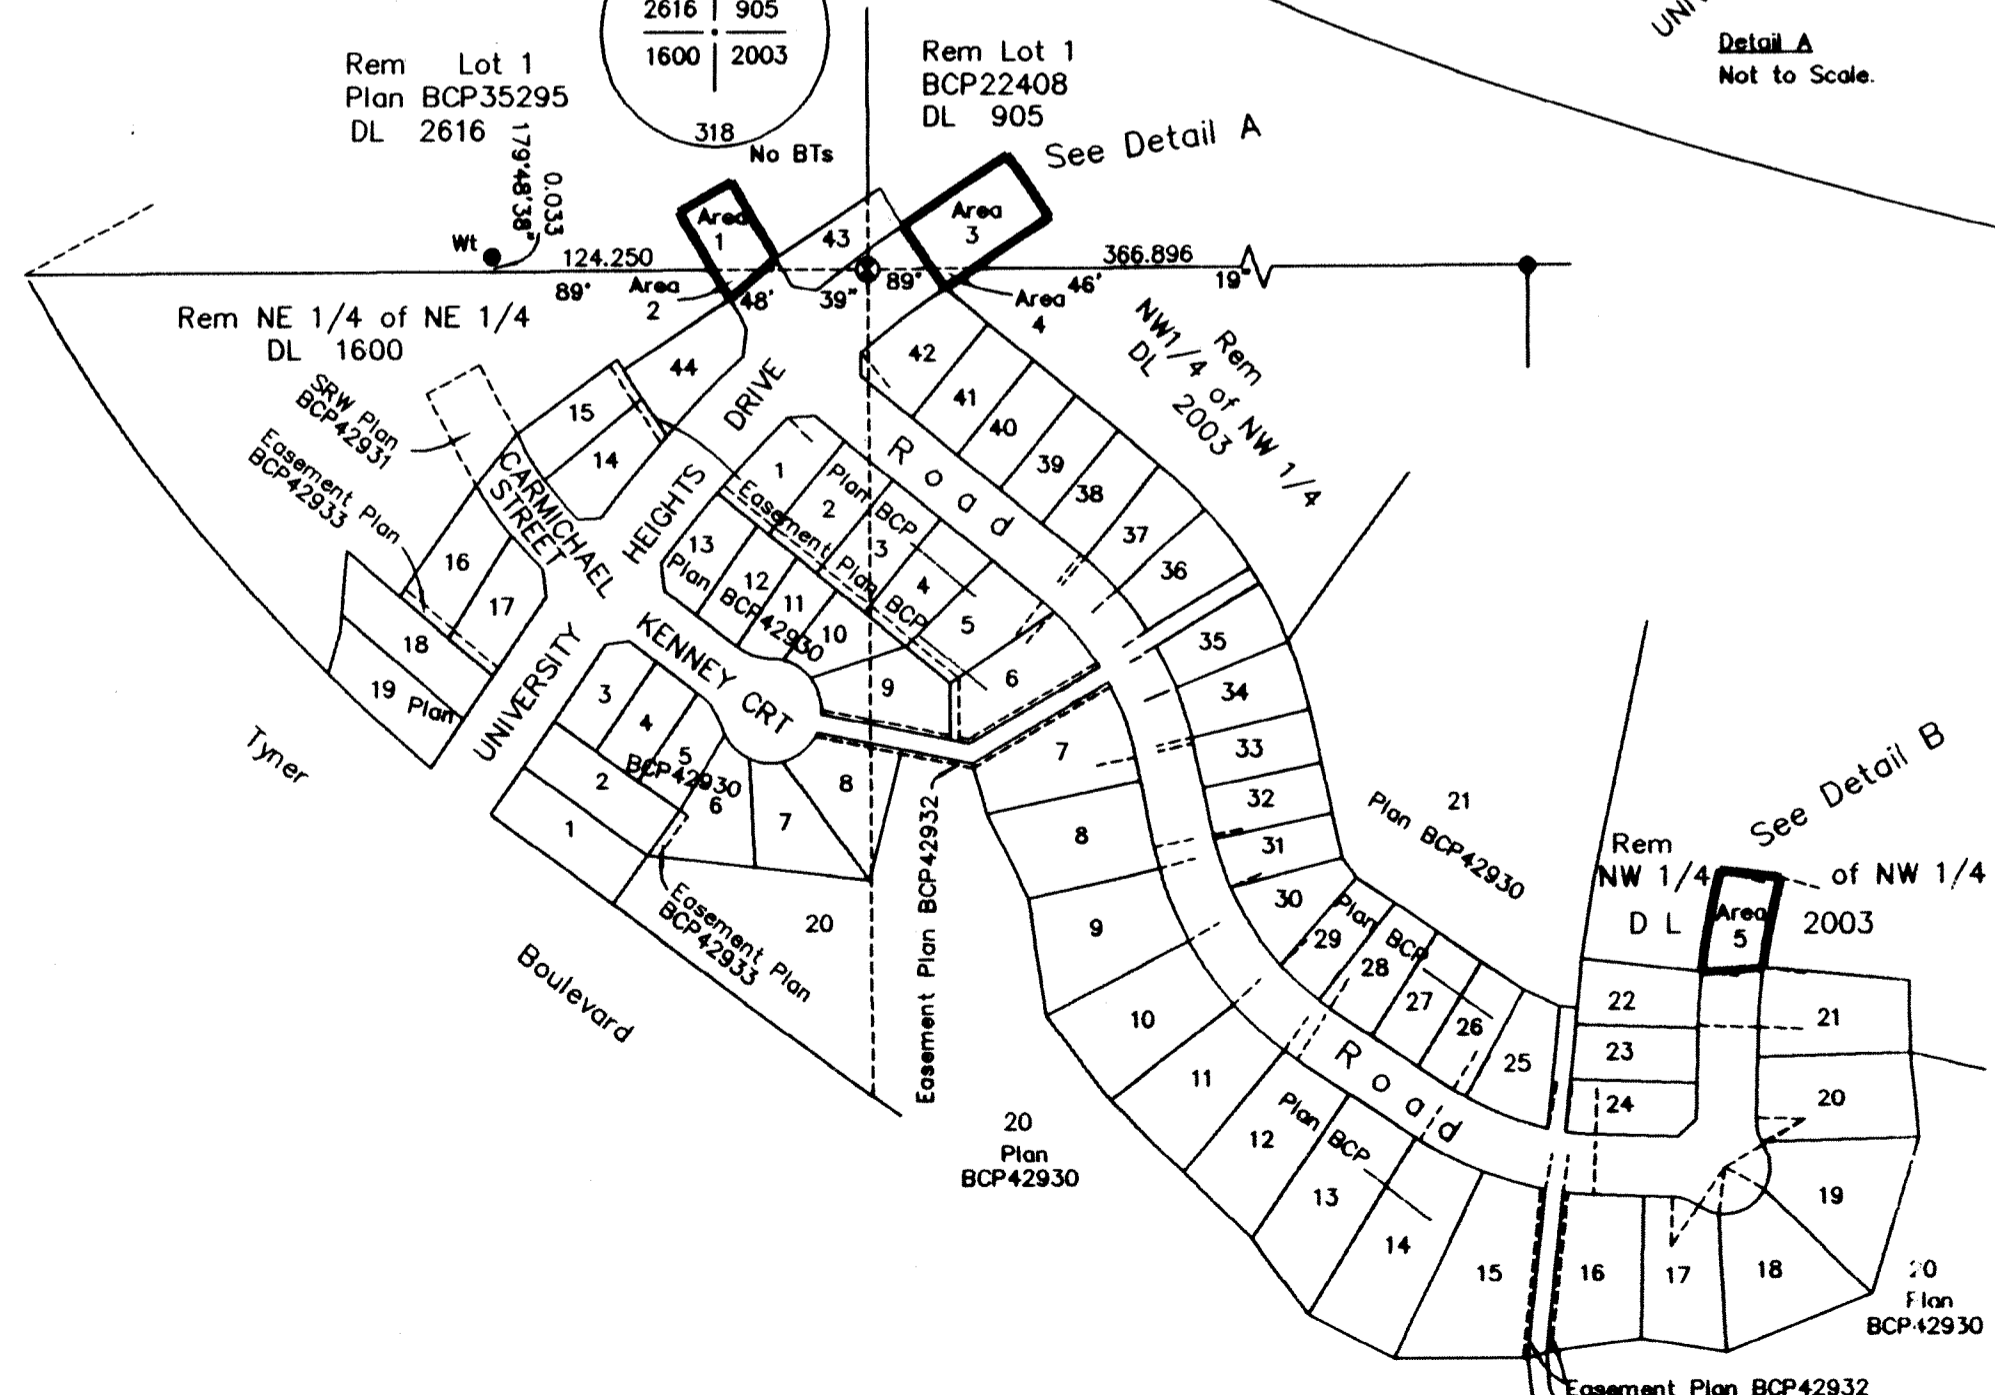 2616 905
1600 2003
318
No BTs
Rem Lot 1
Plan BCP35295
DL 2616
179°48'38"
0.033
Rem Lot 1
BCP22408
DL 905
See Detail A
Detail A
Not to Scale.
Wt
124.250
89° 48' 39"
Area
1
Area
2
43
Area
3
366.896
89° 46' 19"
Area
4
Rem NE 1/4 of NE 1/4
DL 1600
Rem
NW1/4 of NW 1/4
DL 2003
SRW Plan
BCP42931
Easement Plan
BCP42933
44
15
14
16
17
18
19 Plan
CARMICHAEL
STREET
UNIVERSITY
HEIGHTS
DRIVE
KENNEY CRT
Tyner
Boulevard
42
41
40
39
38
37
36
35
34
33
32
31
30
29
28
27
26
25
Plan BCP
Road
1
2
3
4
5
6
Plan BCP
Easement Plan BCP
13
12
11
10
9
Plan BCP42930
3
4
5
BCP42930
2
1
6
7
8
20
Easement Plan
BCP42933
Easement Plan BCP42932
7
8
9
10
11
12
13
14
15
Plan BCP
Road
20
Plan
BCP42930
21
Plan BCP42930
See Detail B
Rem
NW 1/4 of NW 1/4
D L 2003
Area
5
22
23
24
21
20
19
18
17
16
20
Plan
BCP42930
Easement Plan BCP42932